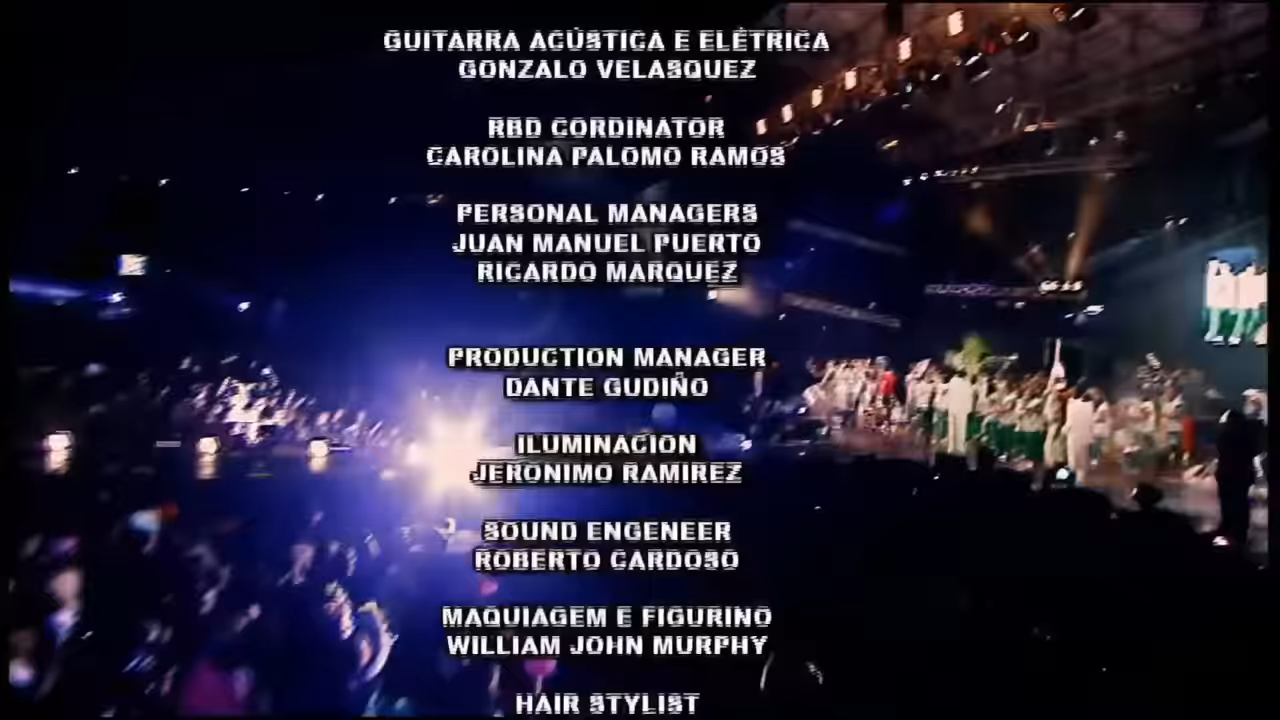 GUITARRA ACÚSTICA E ELÉTRICA
GONZALO VELASQUEZ
RBD CORDINATOR
CAROLINA PALOMO RAMOS
PERSONAL MANAGERS
JUAN MANUEL PUERTO
RICARDO MARQUEZ
PRODUCTION MANAGER
DANTE GUDIÑO
ILUMINACION
JERONIMO RAMIREZ
SOUND ENGENEER
ROBERTO CARDOSO
MAQUIAGEM E FIGURINO
WILLIAM JOHN MURPHY
HAIR STYLIST